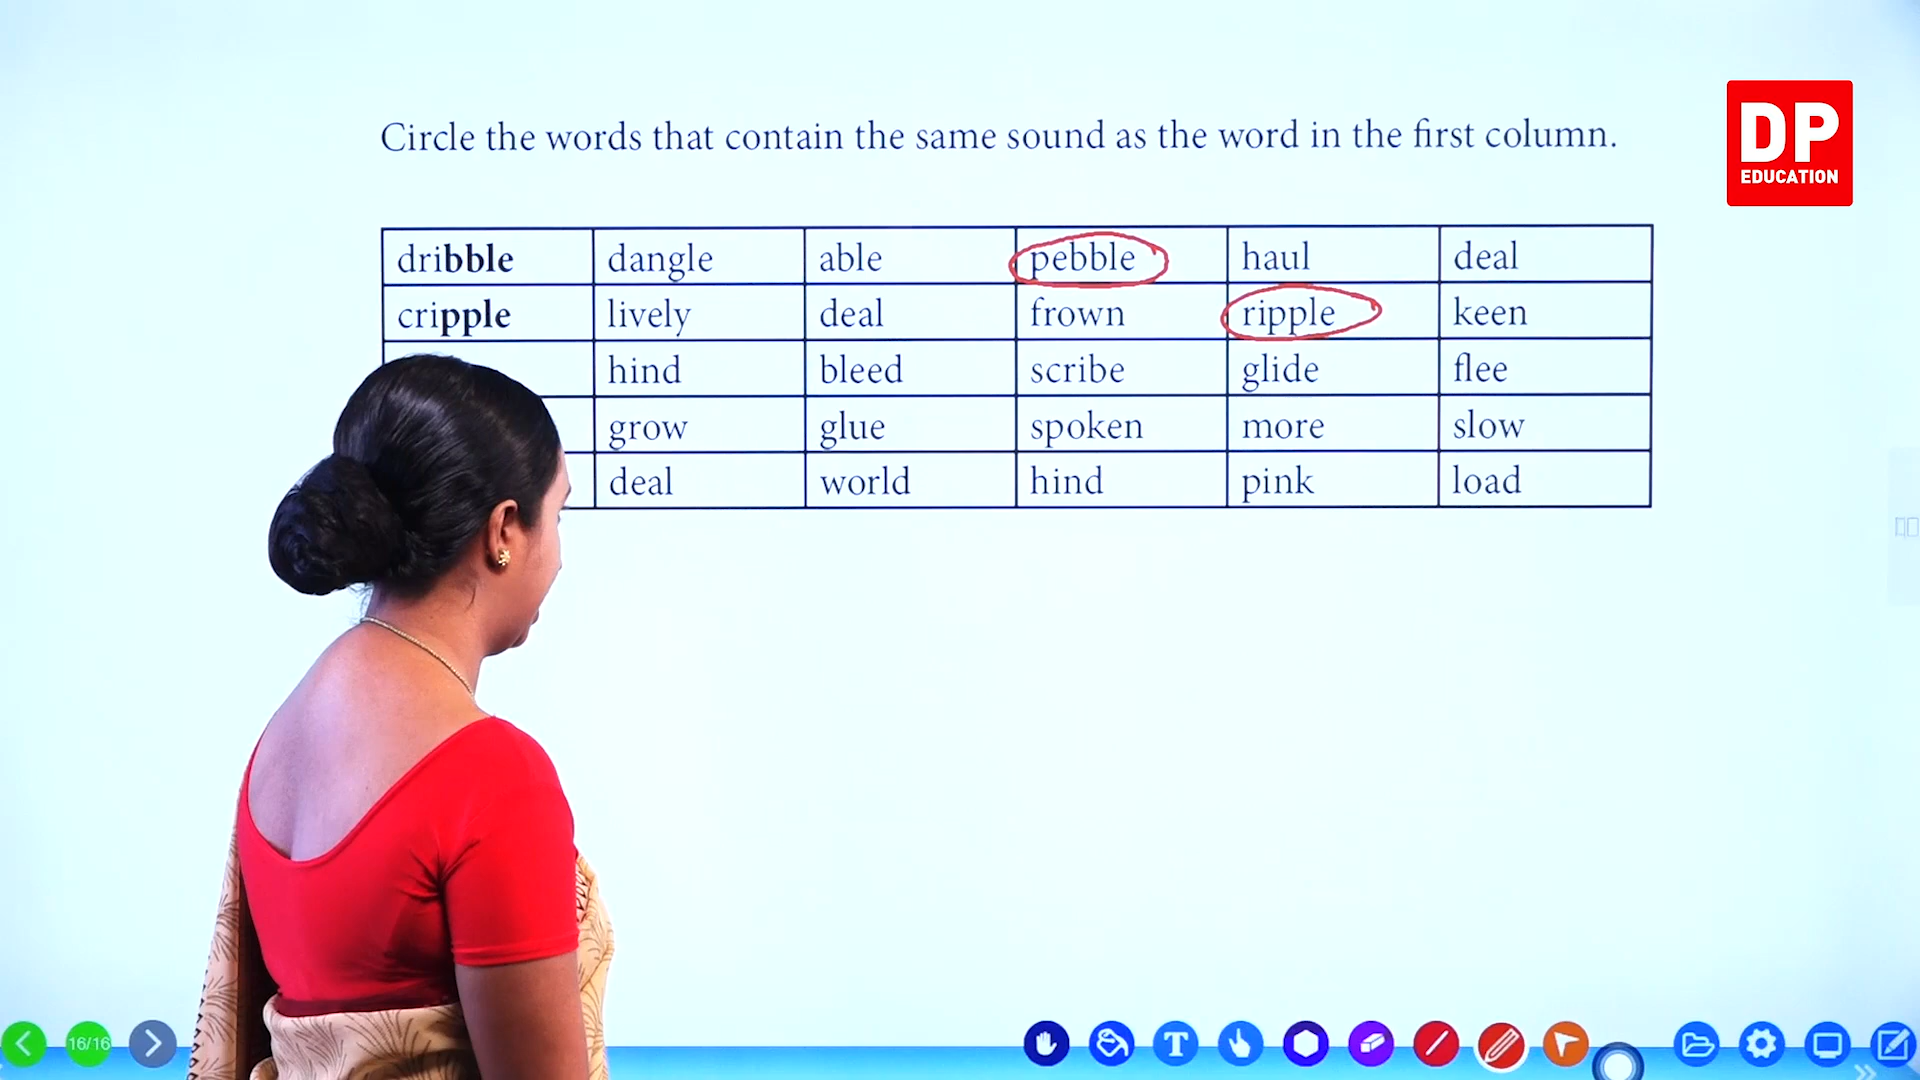 DP
EDUCATION
Circle the words that contain the same sound as the word in the first column.
dribble dangle able pebble haul deal
cripple lively deal frown ripple keen
hind bleed scribe glide flee
grow glue spoken more slow
deal world hind pink load
16/16
T